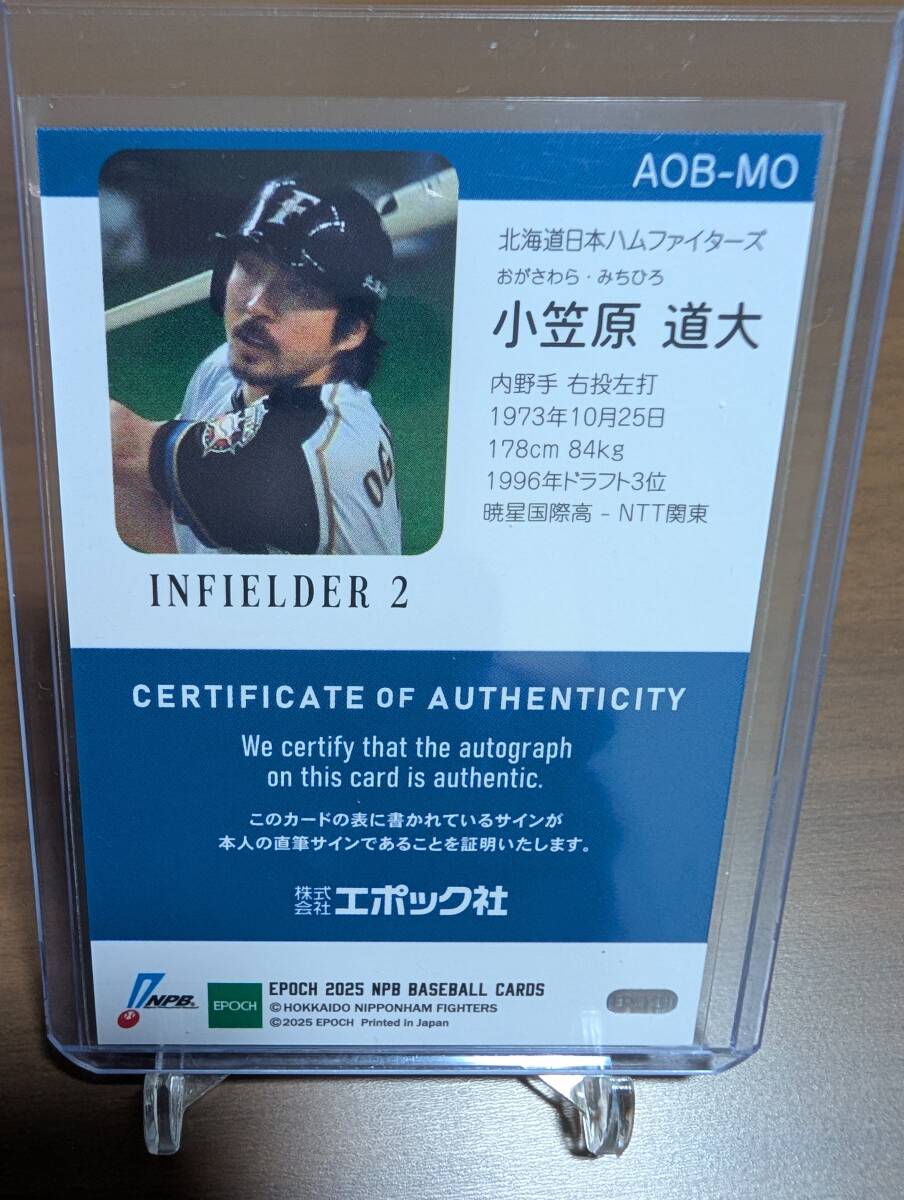 AOB-MO
北海道日本ハムファイターズ
おがさわら・みちひろ
小笠原 道大
内野手 右投左打
1973年10月25日
178cm 84kg
1996年ドラフト3位
暁星国際高 - NTT関東
F
OGA
INFIELDER 2
CERTIFICATE OF AUTHENTICITY
We certify that the autograph
on this card is authentic.
このカードの表に書かれているサインが
本人の直筆サインであることを証明いたします。
株式会社エポック社
NPB
EPOCH
EPOCH 2025 NPB BASEBALL CARDS
©HOKKAIDO NIPPONHAM FIGHTERS
©2025 EPOCH Printed in Japan